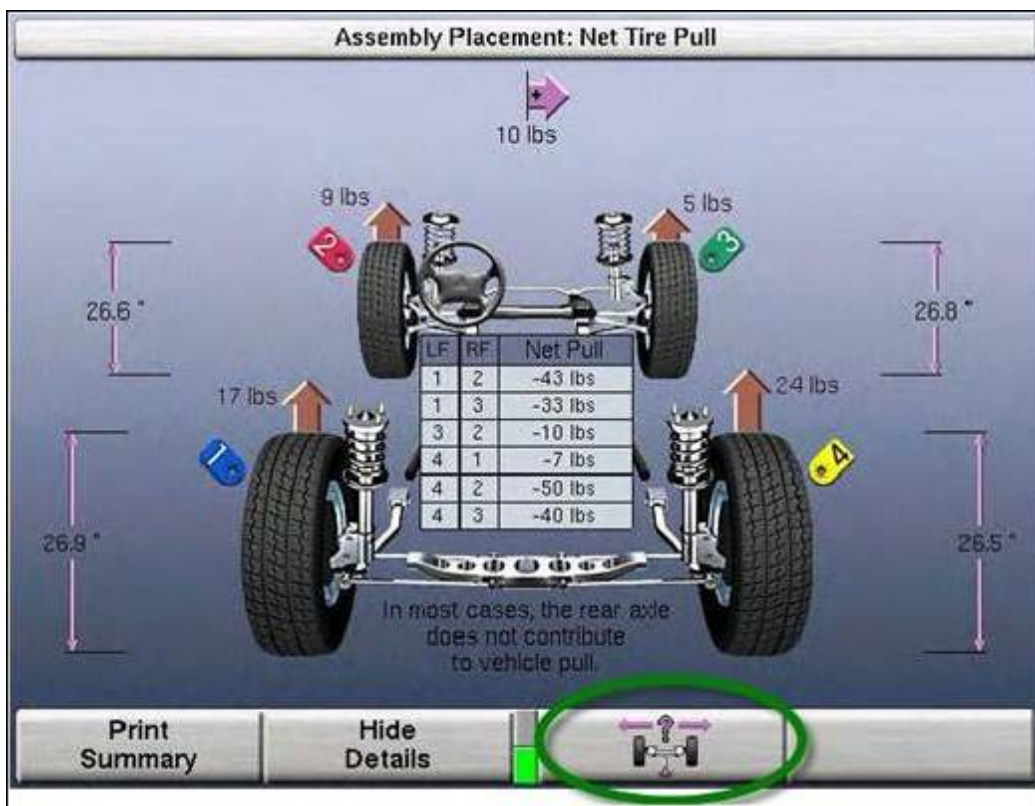 Assembly Placement: Net Tire Pull
+
10 lbs
9 lbs
5 lbs
2
3
26.6 "
26.8 "
LF RF Net Pull
1 2 -43 lbs
1 3 -33 lbs
3 2 -10 lbs
4 1 -7 lbs
4 2 -50 lbs
4 3 -40 lbs
17 lbs
24 lbs
1
4
26.9 "
26.5 "
In most cases, the rear axle
does not contribute
to vehicle pull.
Print
Summary
Hide
Details
?